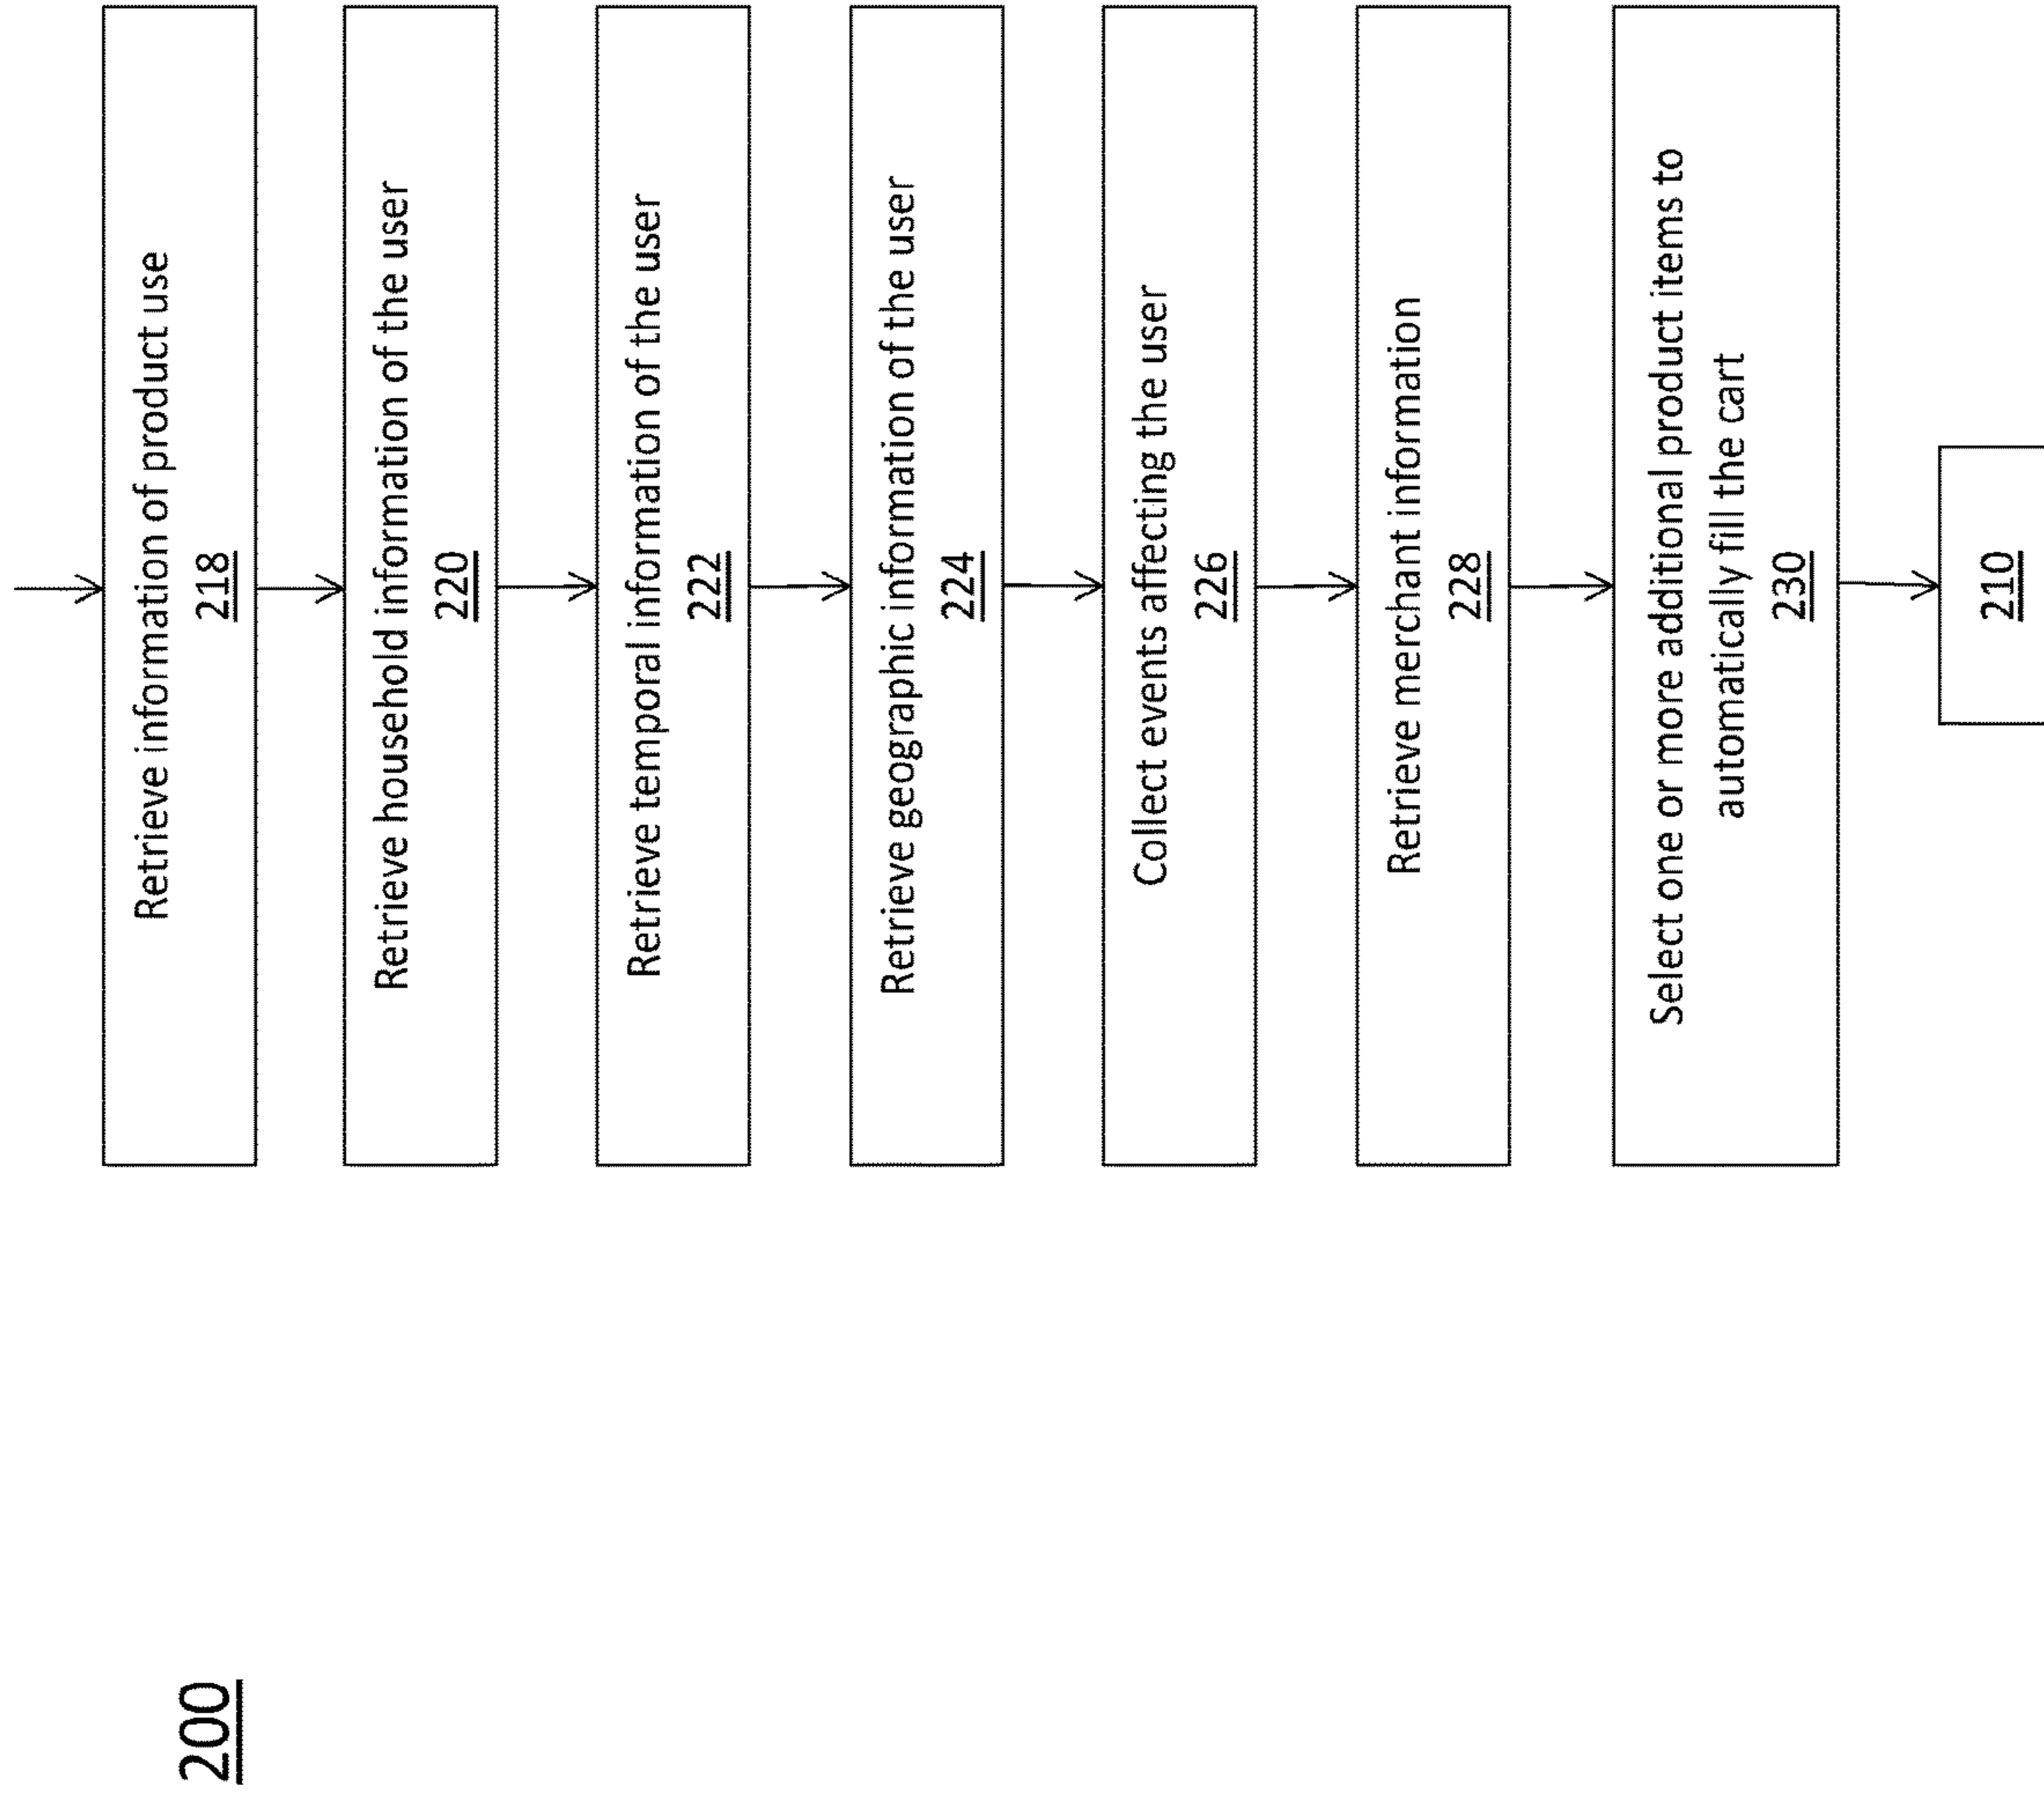 200
Retrieve information of product use
218
Retrieve household information of the user
220
Retrieve temporal information of the user
222
Retrieve geographic information of the user
224
Collect events affecting the user
226
Retrieve merchant information
228
Select one or more additional product items to
automatically fill the cart
230
210